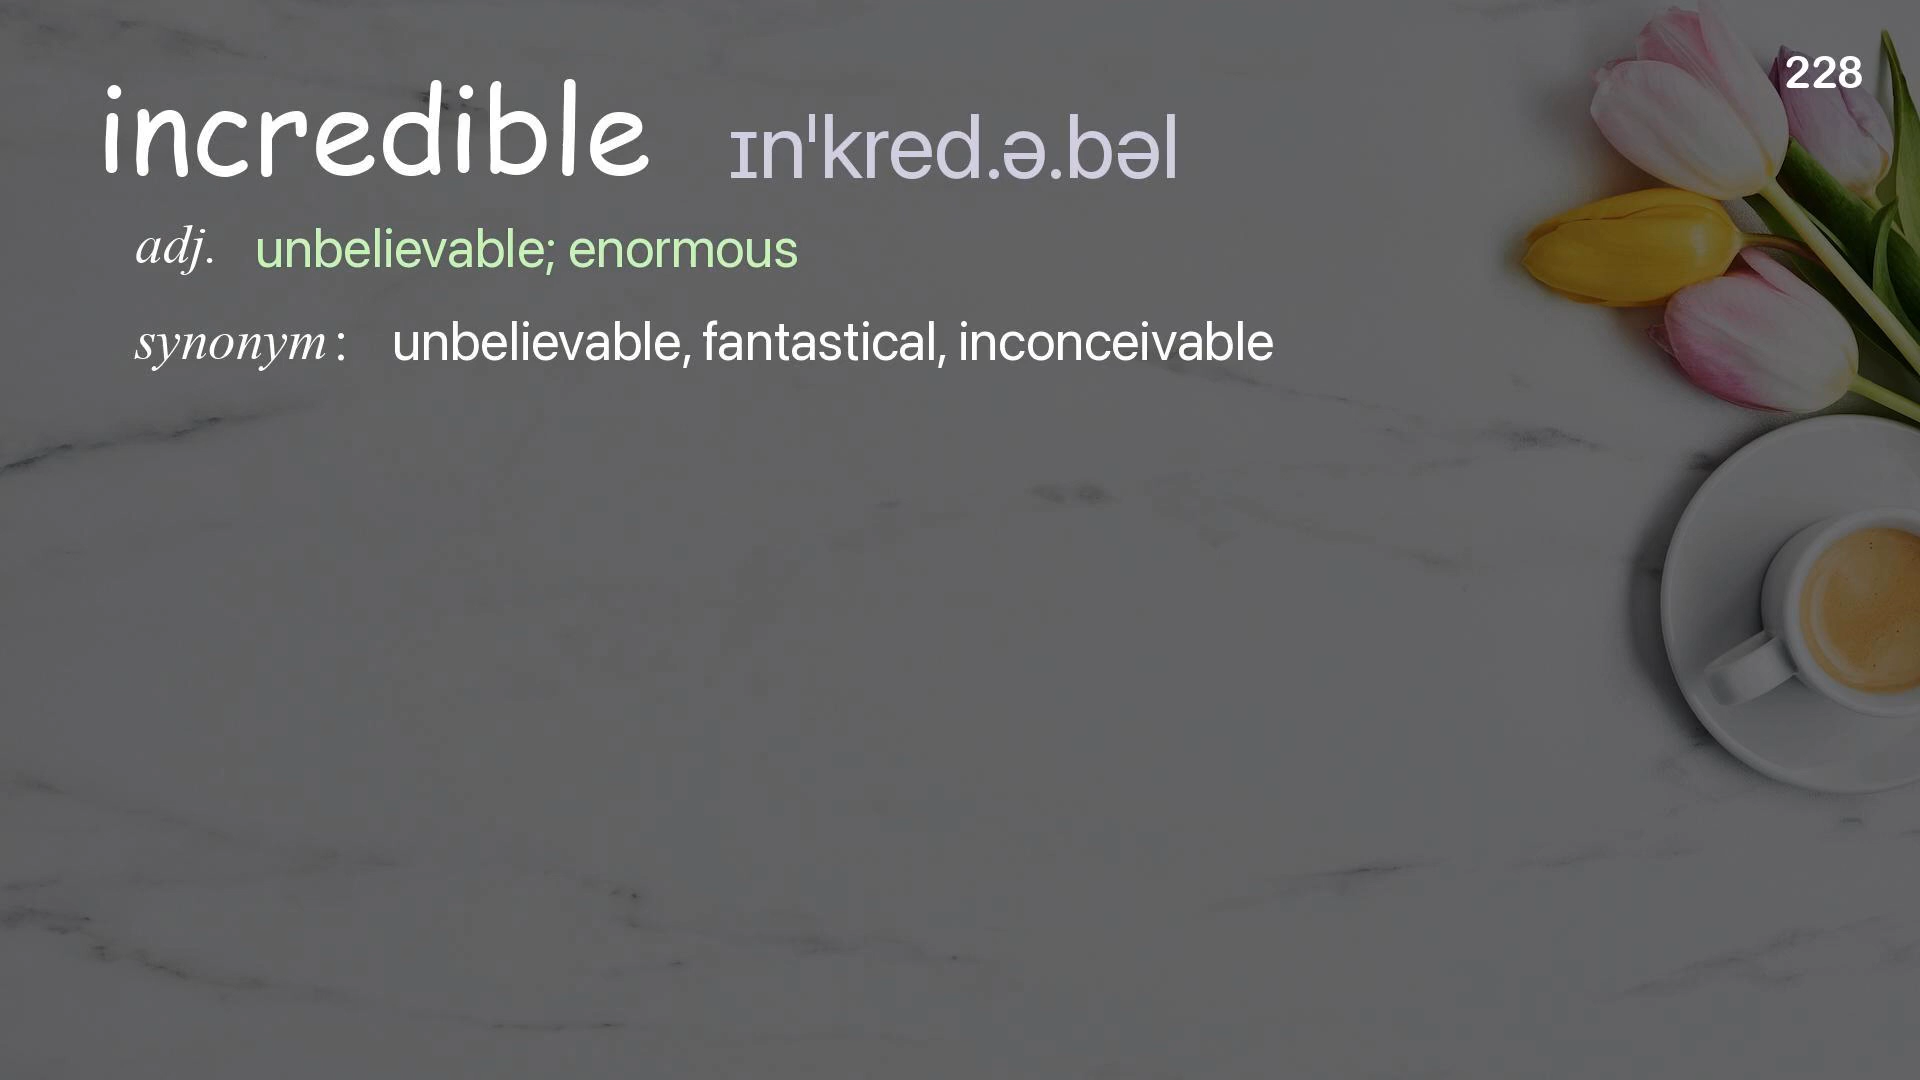 228
incredible ɪnˈkred.ə.bəl
adj. unbelievable; enormous
synonym : unbelievable, fantastical, inconceivable